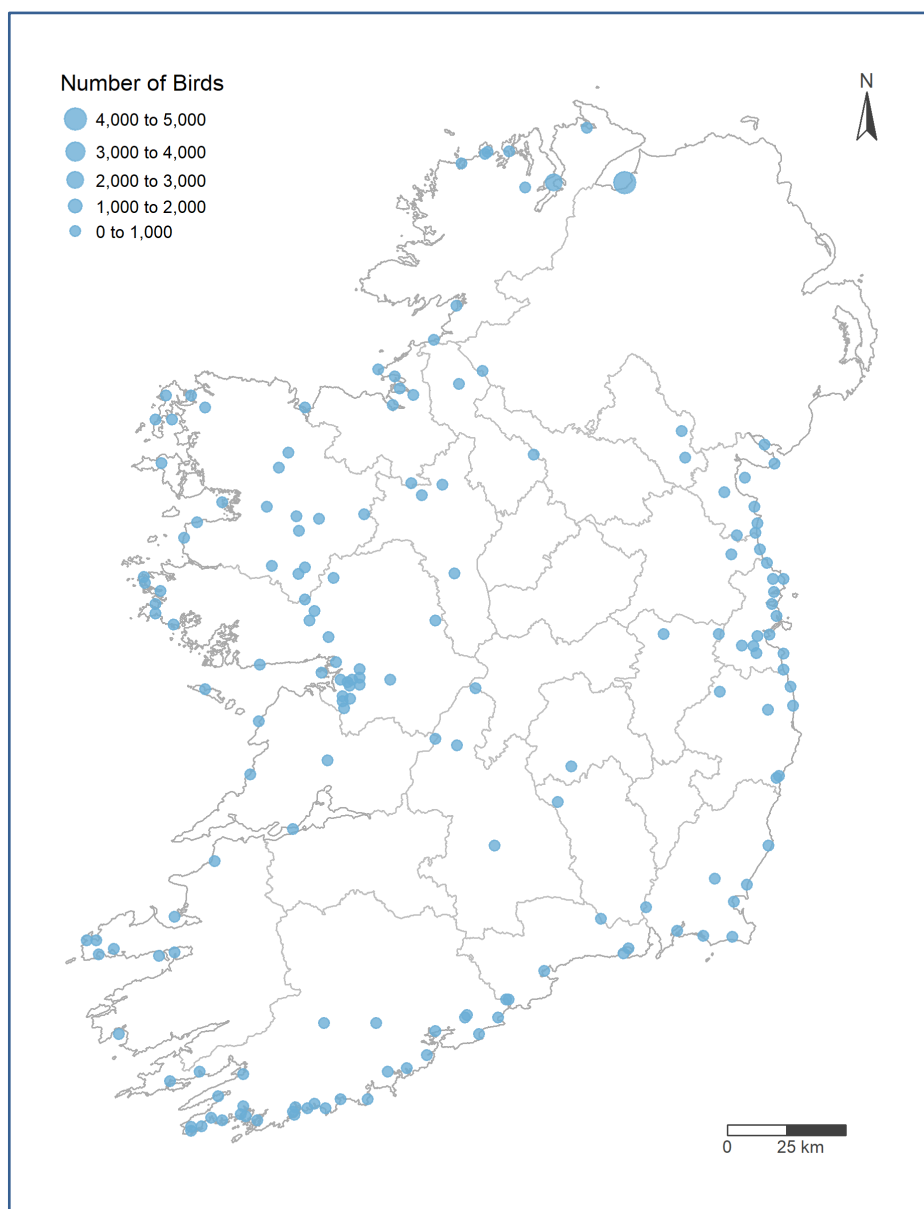 Number of Birds
4,000 to 5,000
3,000 to 4,000
2,000 to 3,000
1,000 to 2,000
0 to 1,000
N
0 25 km